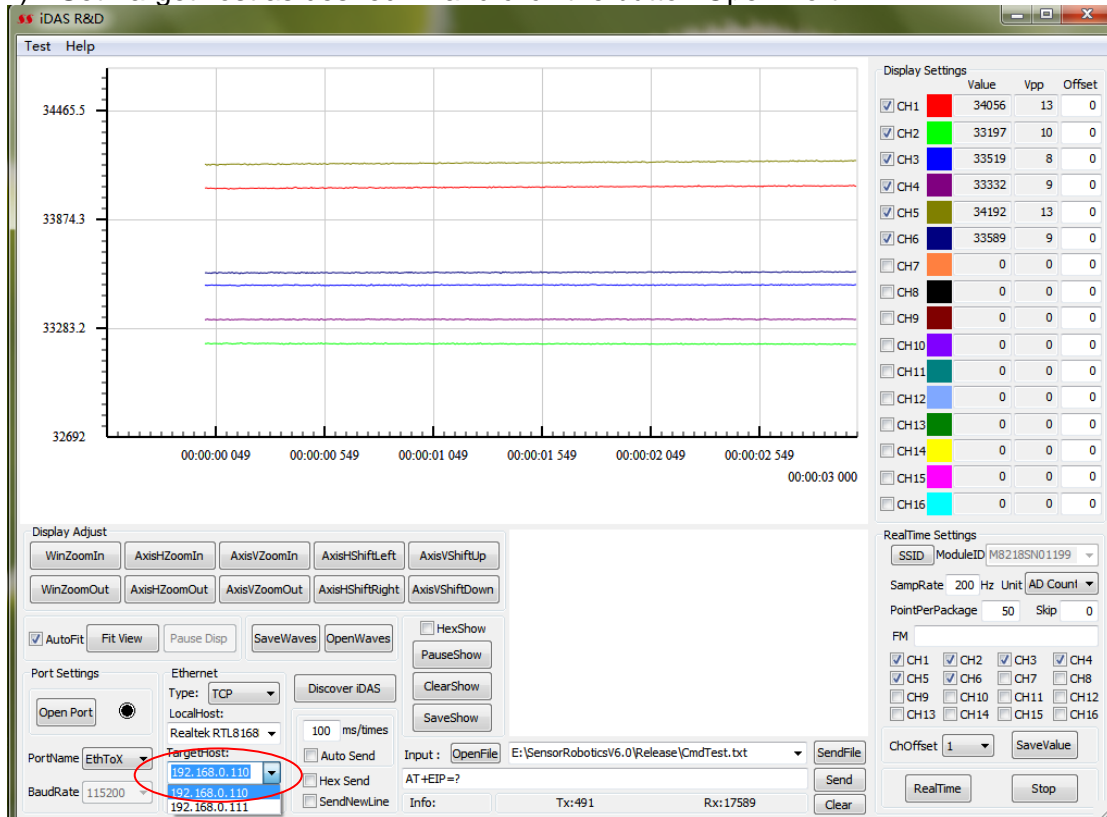 iDAS R&D
Test Help
34465.5
33874.3
33283.2
32692
00:00:00 049 00:00:00 549 00:00:01 049 00:00:01 549 00:00:02 049 00:00:02 549
00:00:03 000
Display Settings
Value Vpp Offset
CH1 34056 13 0
CH2 33197 10 0
CH3 33519 8 0
CH4 33332 9 0
CH5 34192 13 0
CH6 33589 9 0
CH7 0 0 0
CH8 0 0 0
CH9 0 0 0
CH10 0 0 0
CH11 0 0 0
CH12 0 0 0
CH13 0 0 0
CH14 0 0 0
CH15 0 0 0
CH16 0 0 0
Display Adjust
WinZoomIn AxisHZoomIn AxisVZoomIn AxisHShiftLeft AxisVShiftUp
WinZoomOut AxisHZoomOut AxisVZoomOut AxisHShiftRight AxisVShiftDown
AutoFit Fit View Pause Disp SaveWaves OpenWaves
HexShow
PauseShow
ClearShow
SaveShow
Port Settings
Open Port
PortName EthToX
BaudRate 115200
Ethernet
Type: TCP
LocalHost:
Realtek RTL8168
TargetHost:
192.168.0.110
192.168.0.110
192.168.0.111
Discover iDAS
100 ms/times
Auto Send
Hex Send
SendNewLine
Input : OpenFile E:\SensorRoboticsV6.0\Release\CmdTest.txt SendFile
AT+EIP=? Send
Info: Tx:491 Rx:17589 Clear
RealTime Settings
SSID ModuleID M8218SN01199
SampRate 200 Hz Unit AD Count
PointPerPackage 50 Skip 0
FM
CH1 CH2 CH3 CH4
CH5 CH6 CH7 CH8
CH9 CH10 CH11 CH12
CH13 CH14 CH15 CH16
ChOffset 1 SaveValue
RealTime Stop